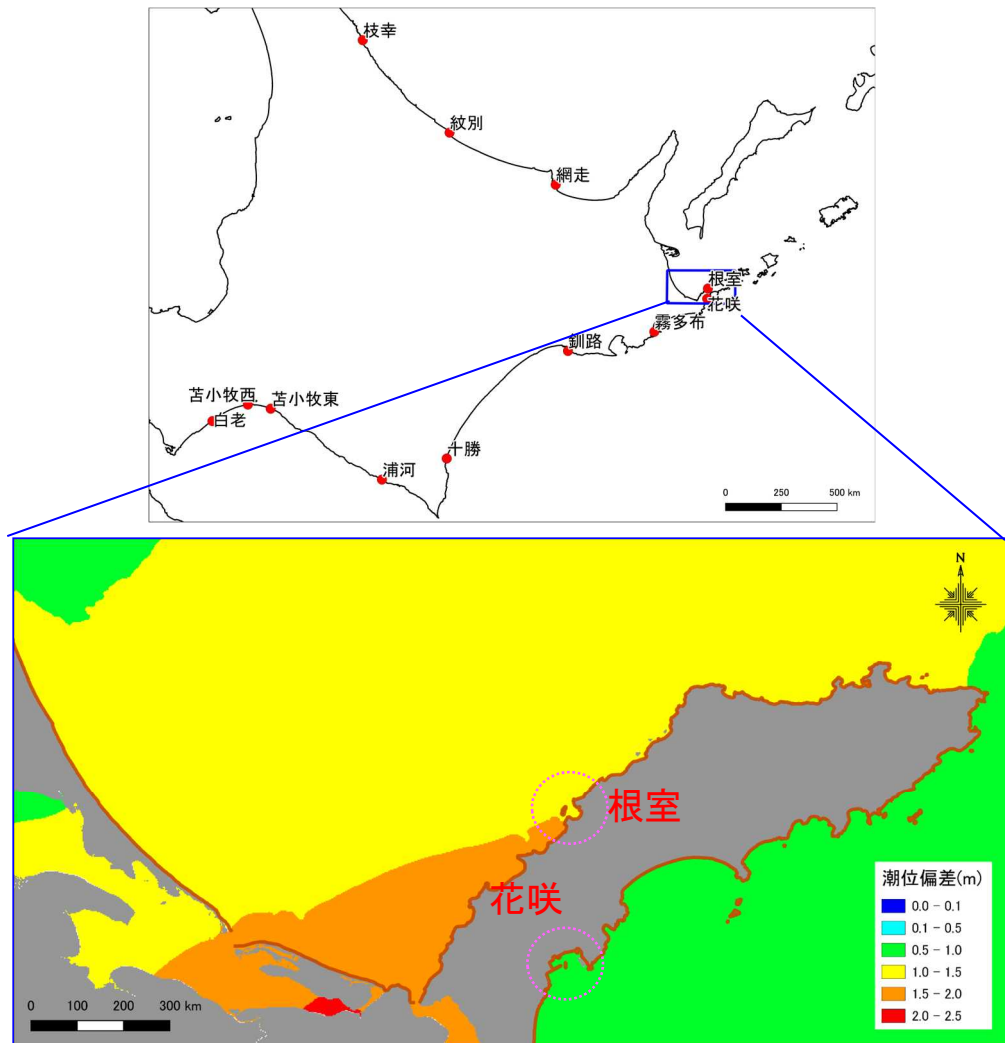 枝幸
紋別
網走
根室
花咲
霧多布
釧路
苫小牧西
苫小牧東
白老
十勝
浦河
0 250 500 km
N
根室
花咲
潮位偏差(m)
0.0 - 0.1
0.1 - 0.5
0.5 - 1.0
1.0 - 1.5
1.5 - 2.0
2.0 - 2.5
0 100 200 300 km